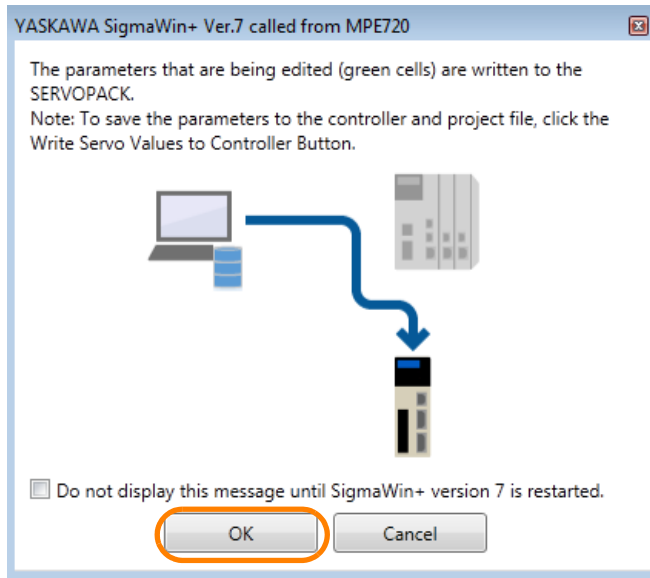 YASKAWA SigmaWin+ Ver.7 called from MPE720
The parameters that are being edited (green cells) are written to the
SERVOPACK.
Note: To save the parameters to the controller and project file, click the
Write Servo Values to Controller Button.
Do not display this message until SigmaWin+ version 7 is restarted.
OK
Cancel